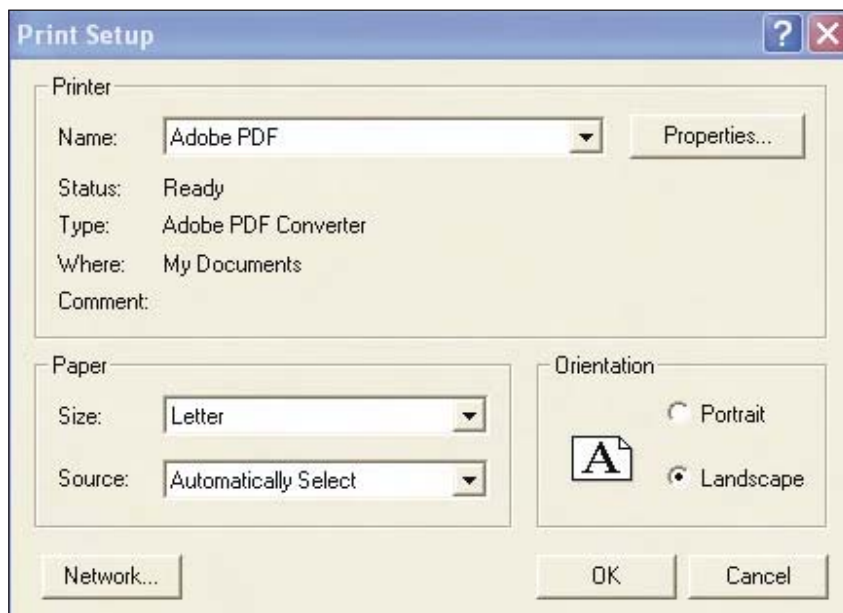 Print Setup
Printer
Name: Adobe PDF Properties...
Status: Ready
Type: Adobe PDF Converter
Where: My Documents
Comment:
Paper
Size: Letter
Source: Automatically Select
Orientation
Portrait
A
Landscape
Network... OK Cancel